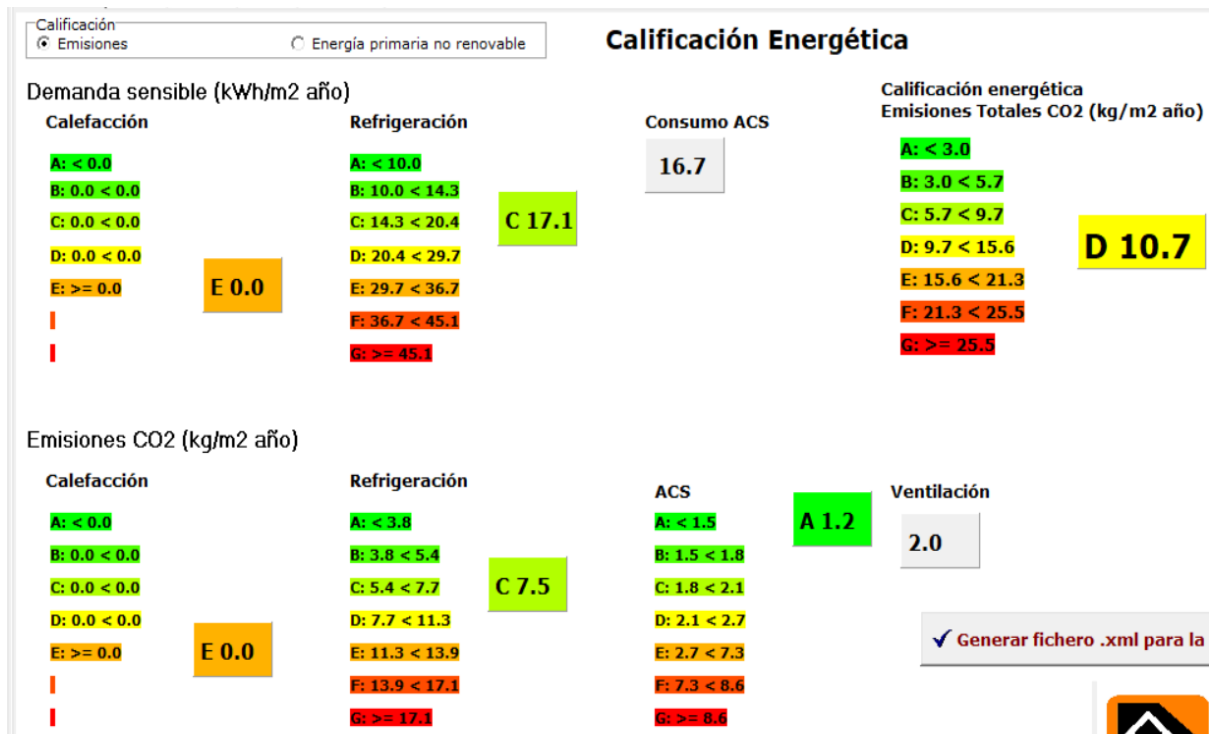 Calificación
Emisiones
Energía primaria no renovable
Calificación Energética
Demanda sensible (kWh/m2 año)
Calefacción
A: < 0.0
B: 0.0 < 0.0
C: 0.0 < 0.0
D: 0.0 < 0.0
E: >= 0.0
E 0.0
Refrigeración
A: < 10.0
B: 10.0 < 14.3
C: 14.3 < 20.4
D: 20.4 < 29.7
E: 29.7 < 36.7
F: 36.7 < 45.1
G: >= 45.1
C 17.1
Consumo ACS
16.7
Calificación energética
Emisiones Totales CO2 (kg/m2 año)
A: < 3.0
B: 3.0 < 5.7
C: 5.7 < 9.7
D: 9.7 < 15.6
E: 15.6 < 21.3
F: 21.3 < 25.5
G: >= 25.5
D 10.7
Emisiones CO2 (kg/m2 año)
Calefacción
A: < 0.0
B: 0.0 < 0.0
C: 0.0 < 0.0
D: 0.0 < 0.0
E: >= 0.0
E 0.0
Refrigeración
A: < 3.8
B: 3.8 < 5.4
C: 5.4 < 7.7
D: 7.7 < 11.3
E: 11.3 < 13.9
F: 13.9 < 17.1
G: >= 17.1
C 7.5
ACS
A: < 1.5
B: 1.5 < 1.8
C: 1.8 < 2.1
D: 2.1 < 2.7
E: 2.7 < 7.3
F: 7.3 < 8.6
G: >= 8.6
A 1.2
Ventilación
2.0
Generar fichero .xml para la